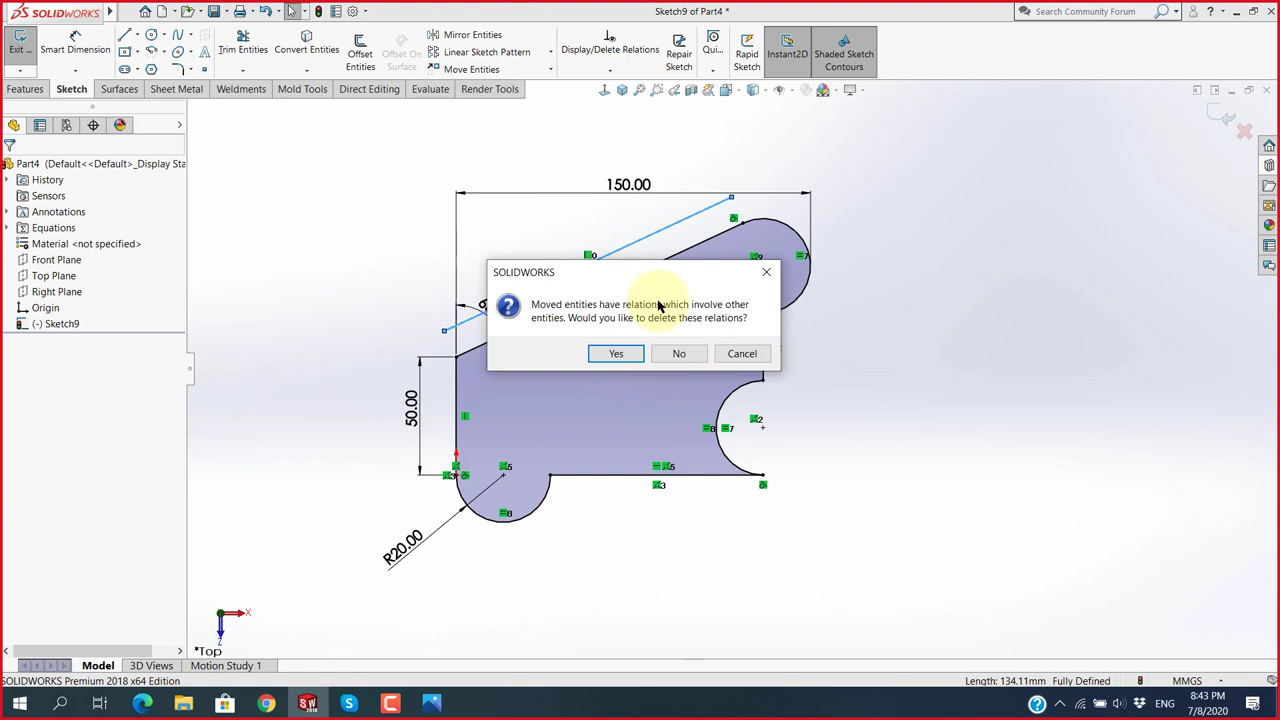 SOLIDWORKS
Sketch9 of Part4 *
Search Community Forum
Exit ...
Smart Dimension
Trim Entities
Convert Entities
Offset Entities
Offset On Surface
Mirror Entities
Linear Sketch Pattern
Move Entities
Display/Delete Relations
Repair Sketch
Qui...
Rapid Sketch
Instant2D
Shaded Sketch Contours
Features
Sketch
Surfaces
Sheet Metal
Weldments
Mold Tools
Direct Editing
Evaluate
Render Tools
Part4 (Default<<Default>_Display Sta
History
Sensors
Annotations
Equations
Material <not specified>
Front Plane
Top Plane
Right Plane
Origin
(-) Sketch9
150.00
50.00
R20.00
SOLIDWORKS
Moved entities have relations which involve other
entities. Would you like to delete these relations?
Yes
No
Cancel
X
Z
*Top
Model
3D Views
Motion Study 1
SOLIDWORKS Premium 2018 x64 Edition
Length: 134.11mm
Fully Defined
MMGS
ENG
8:43 PM
7/8/2020